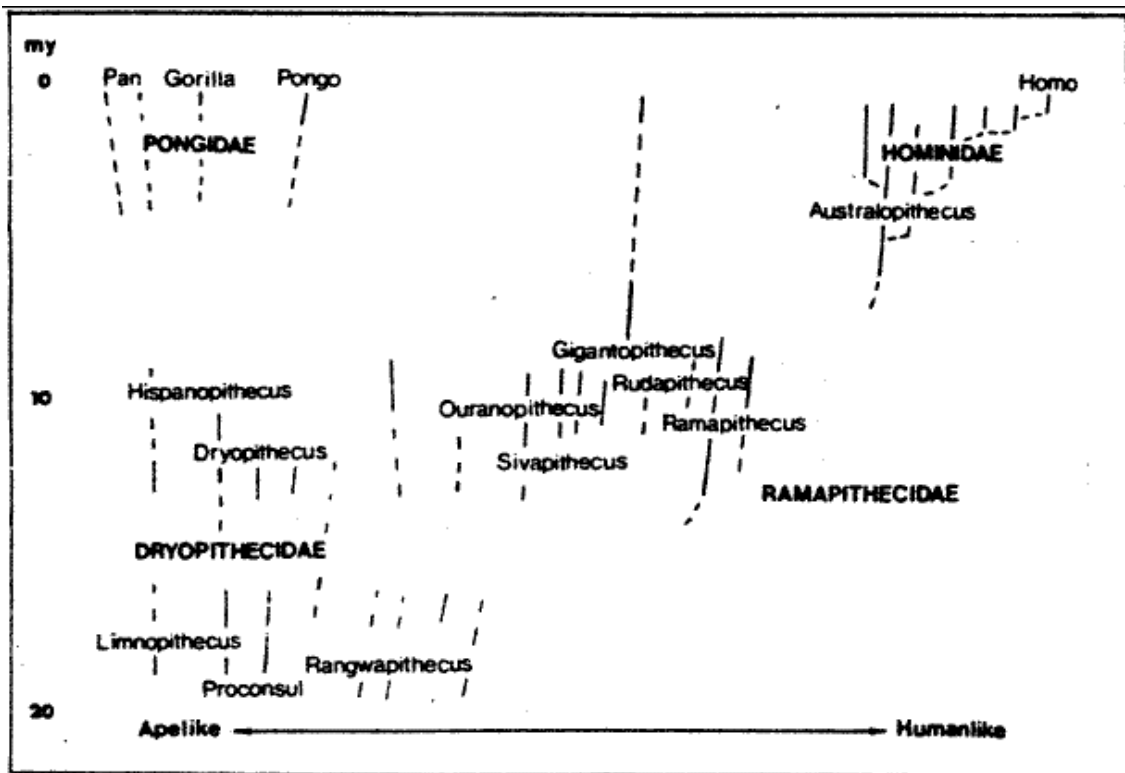 my
0 Pan Gorilla Pongo Homo
PONGIDAE HOMINIDAE
Australopithecus
Gigantopithecus
Hispanopithecus Rudapithecus
10 Ouranopithecus Ramapithecus
Dryopithecus Sivapithecus
RAMAPITHECIDAE
DRYOPITHECIDAE
Limnopithecus Rangwapithecus
Proconsul
20
Apelike Humanlike